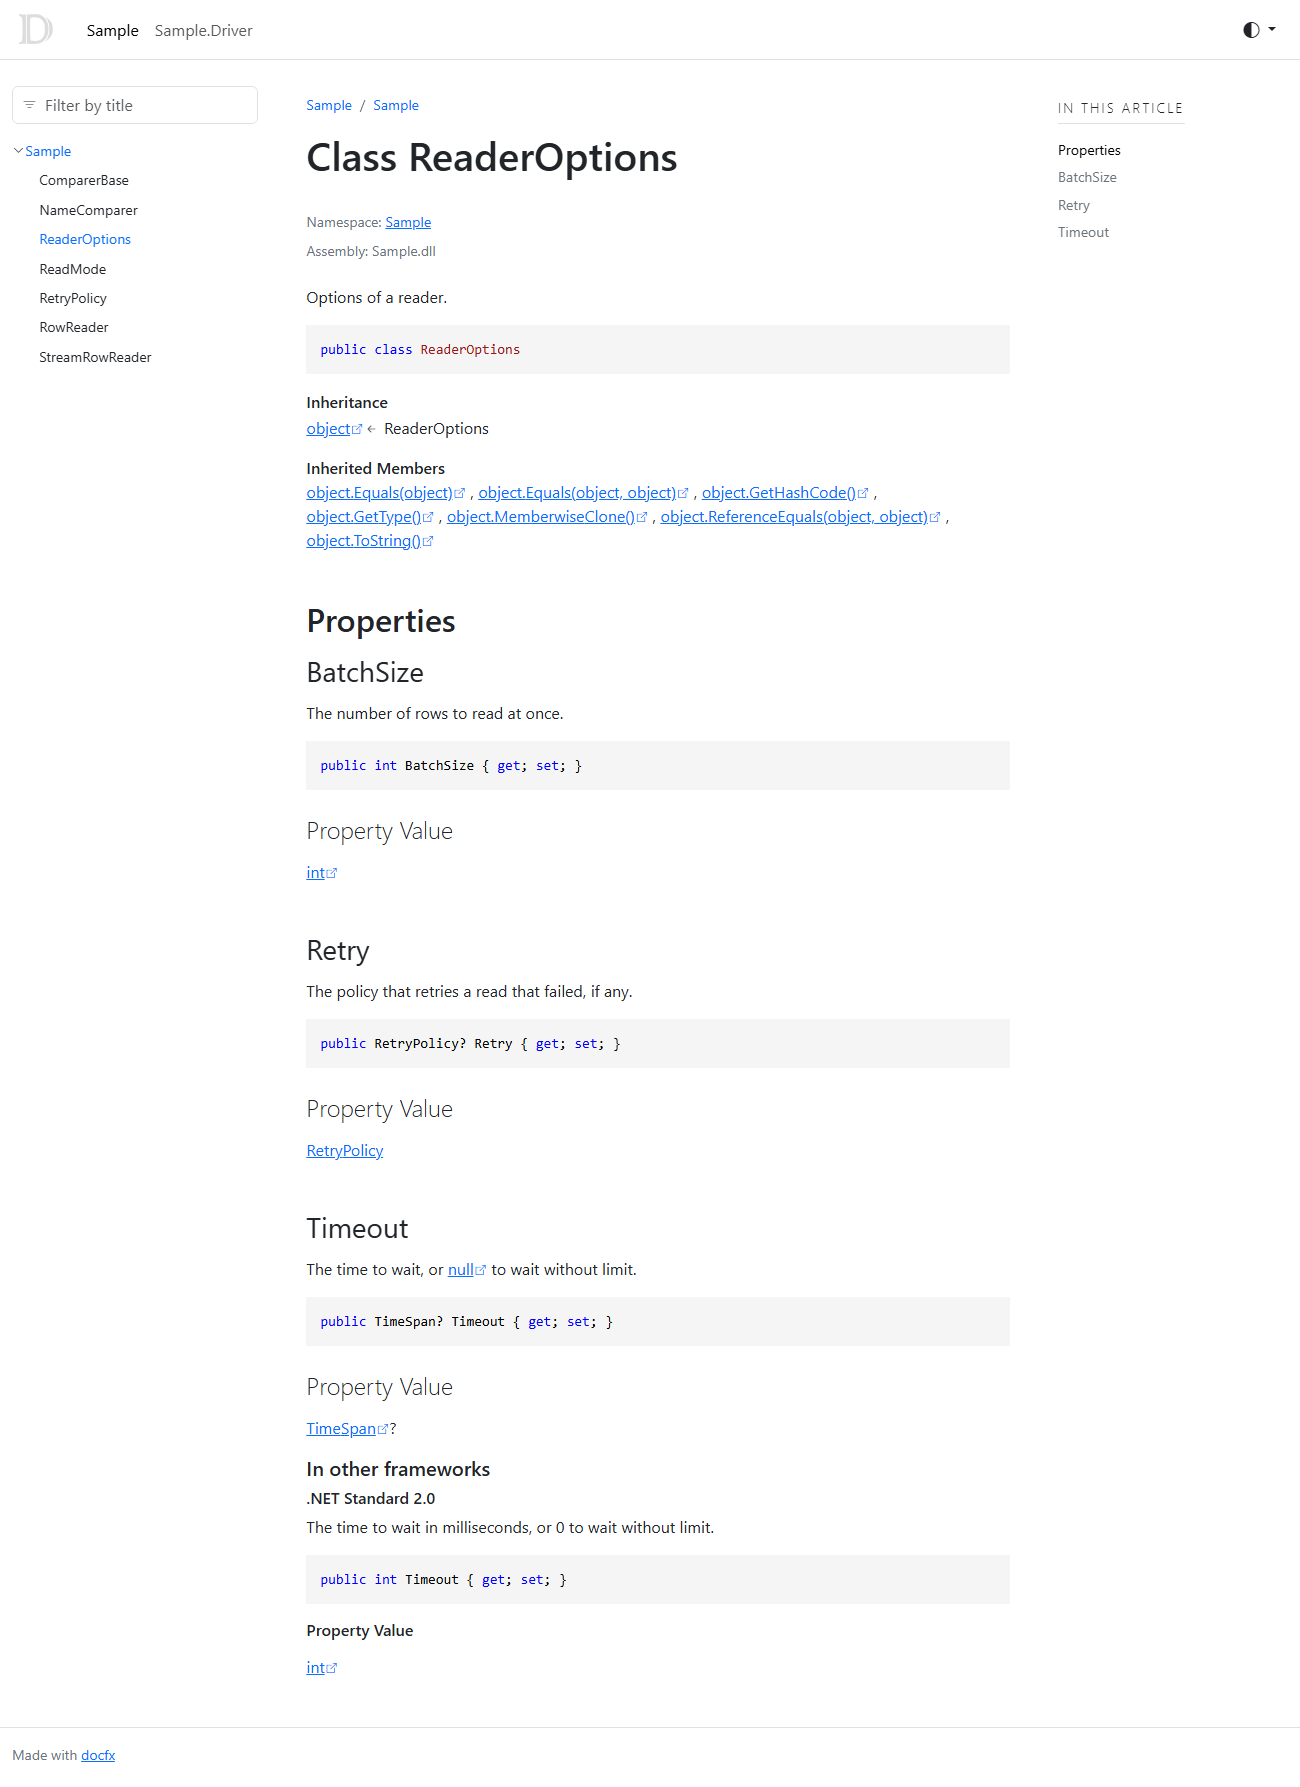 D
Sample
Sample.Driver
Filter by title
Sample
ComparerBase
NameComparer
ReaderOptions
ReadMode
RetryPolicy
RowReader
StreamRowReader
Sample / Sample
Class ReaderOptions
Namespace: Sample
Assembly: Sample.dll
Options of a reader.
public class ReaderOptions
Inheritance
object ← ReaderOptions
Inherited Members
object.Equals(object) , object.Equals(object, object) , object.GetHashCode() ,
object.GetType() , object.MemberwiseClone() , object.ReferenceEquals(object, object) ,
object.ToString()
Properties
BatchSize
The number of rows to read at once.
public int BatchSize { get; set; }
Property Value
int
Retry
The policy that retries a read that failed, if any.
public RetryPolicy? Retry { get; set; }
Property Value
RetryPolicy
Timeout
The time to wait, or null to wait without limit.
public TimeSpan? Timeout { get; set; }
Property Value
TimeSpan?
In other frameworks
.NET Standard 2.0
The time to wait in milliseconds, or 0 to wait without limit.
public int Timeout { get; set; }
Property Value
int
IN THIS ARTICLE
Properties
BatchSize
Retry
Timeout
Made with docfx